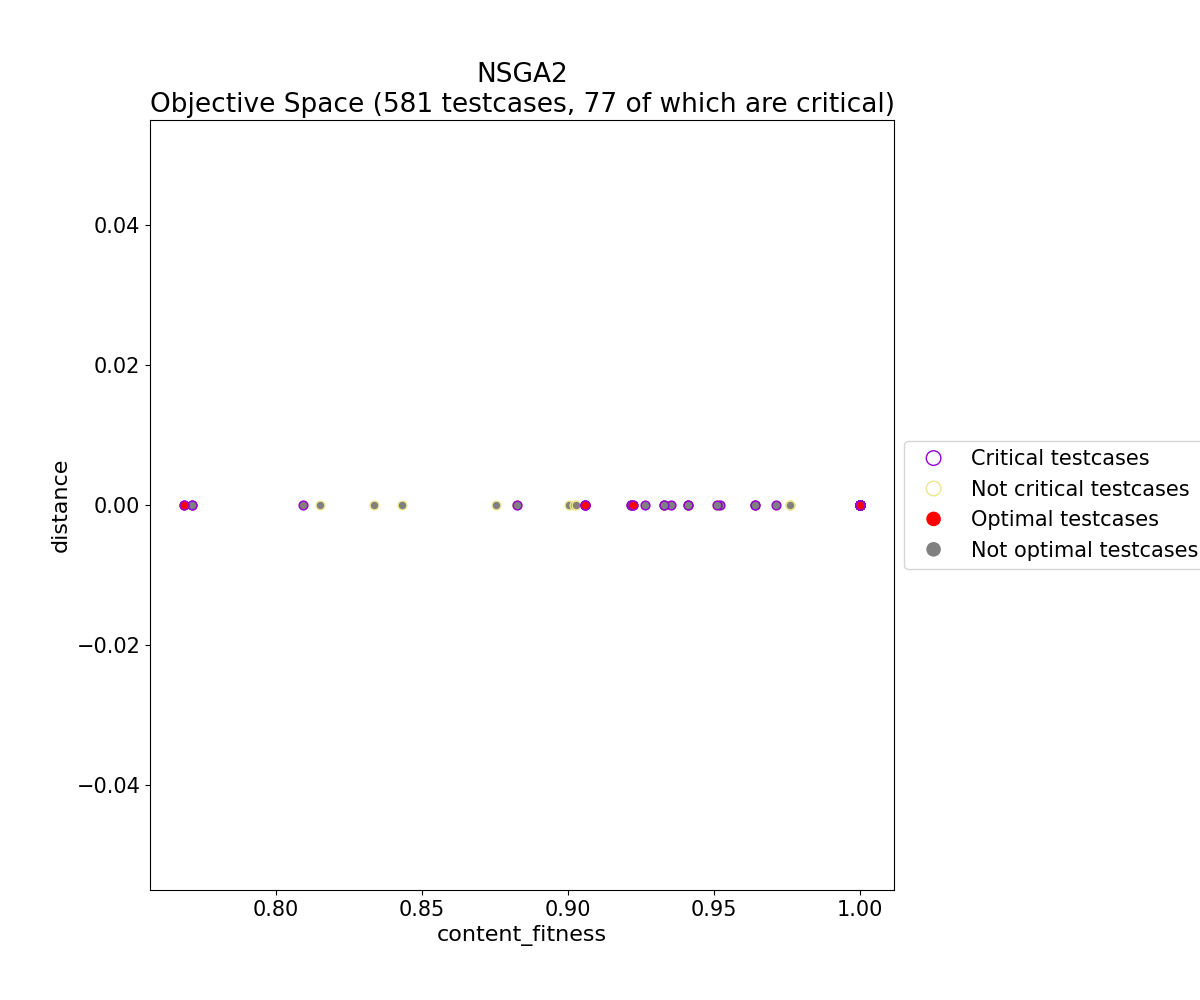 NSGA2
Objective Space (581 testcases, 77 of which are critical)
0.04
0.02
0.00
−0.02
−0.04
distance
0.80
0.85
0.90
0.95
1.00
content_fitness
Critical testcases
Not critical testcases
Optimal testcases
Not optimal testcases